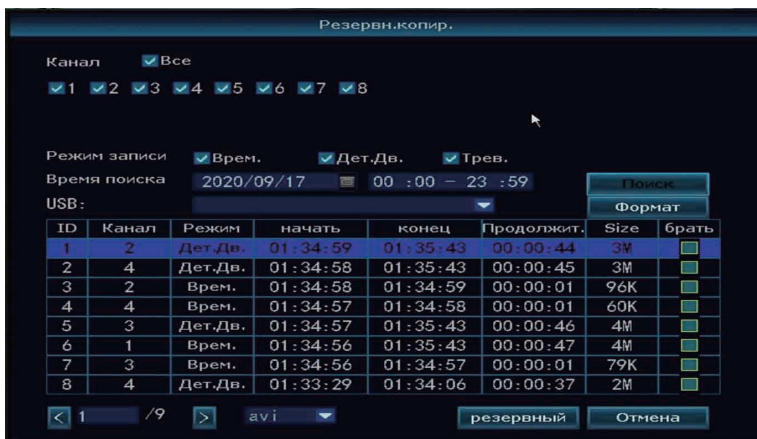 Резервн.копир.
Канал Все
1 2 3 4 5 6 7 8
Режим записи Врем. Дет.Дв. Трев.
Время поиска 2020/09/17 00 :00 - 23 :59 Поиск
USB: Формат
ID Канал Режим начать конец Продолжит. Size брать
1 2 Дет.Дв. 01:34:59 01:35:43 00:00:44 3M
2 4 Дет.Дв. 01:34:58 01:35:43 00:00:45 3M
3 2 Врем. 01:34:58 01:34:59 00:00:01 96K
4 4 Врем. 01:34:57 01:34:58 00:00:01 60K
5 3 Дет.Дв. 01:34:57 01:35:43 00:00:46 4M
6 1 Врем. 01:34:56 01:35:43 00:00:47 4M
7 3 Врем. 01:34:56 01:34:57 00:00:01 79K
8 4 Дет.Дв. 01:33:29 01:34:06 00:00:37 2M
< 1 /9 > avi резервный Отмена